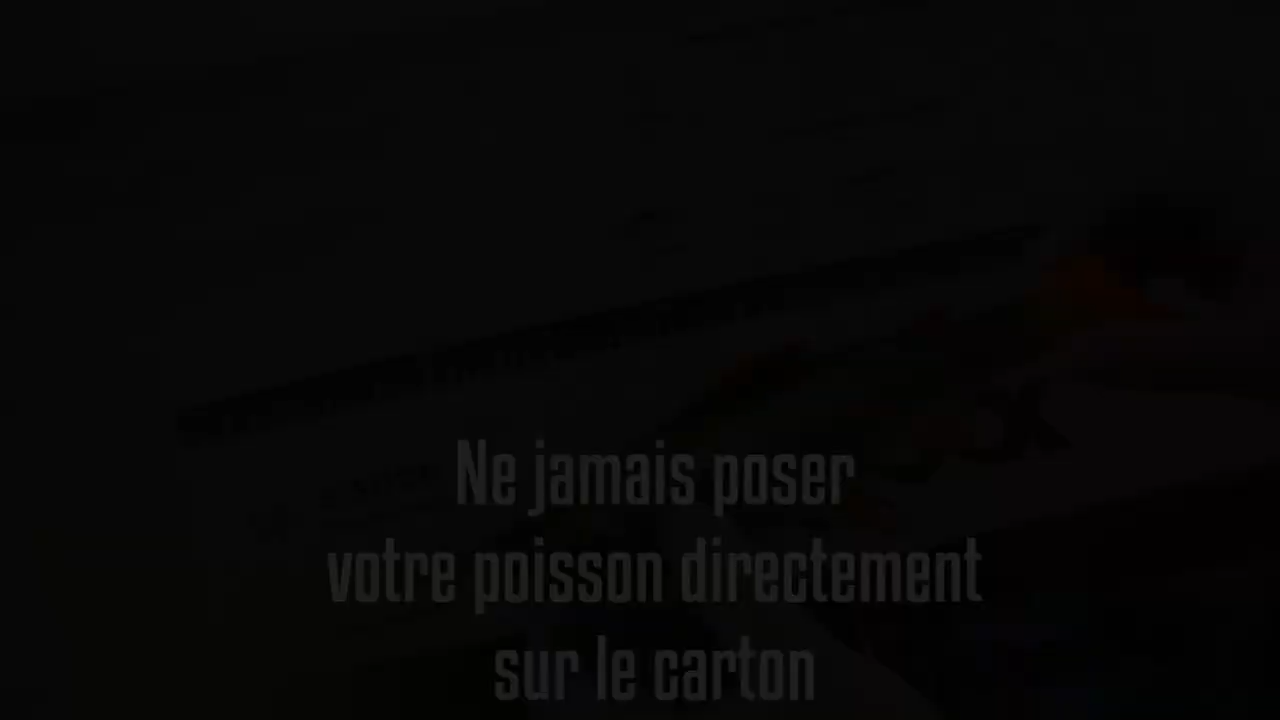 Ne jamais poser
votre poisson directement
sur le carton